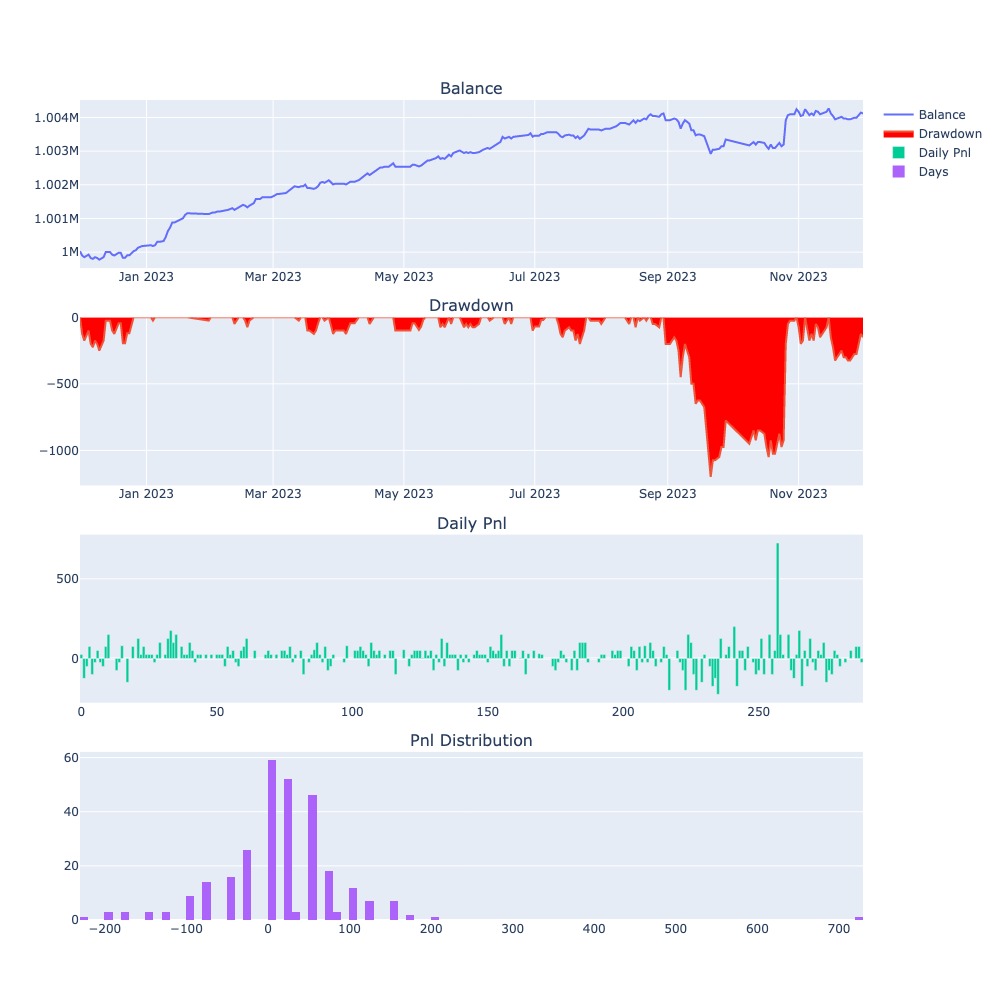 Balance
1.004M
1.003M
1.002M
1.001M
1M
Jan 2023 Mar 2023 May 2023 Jul 2023 Sep 2023 Nov 2023
Balance
Drawdown
Daily Pnl
Days
Drawdown
0
−500
−1000
Jan 2023 Mar 2023 May 2023 Jul 2023 Sep 2023 Nov 2023
Daily Pnl
500
0
0 50 100 150 200 250
Pnl Distribution
60
40
20
0
−200 −100 0 100 200 300 400 500 600 700